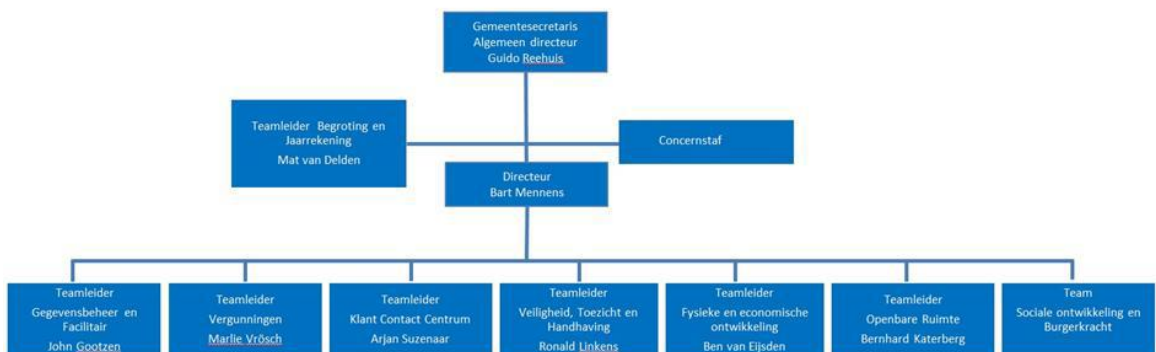 Gemeentesecretaris
Algemeen directeur
Guido Reehuis
Teamleider Begroting en
Jaarrekening
Mat van Delden
Concernstaf
Directeur
Bart Mennens
Teamleider
Gegevensbeheer en
Facilitair
John Gootzen
Teamleider
Vergunningen
Marlie Vrösch
Teamleider
Klant Contact Centrum
Arjan Suzenaar
Teamleider
Veiligheid, Toezicht en
Handhaving
Ronald Linkens
Teamleider
Fysieke en economische
ontwikkeling
Ben van Eijsden
Teamleider
Openbare Ruimte
Bernhard Katerberg
Team
Sociale ontwikkeling en
Burgerkracht